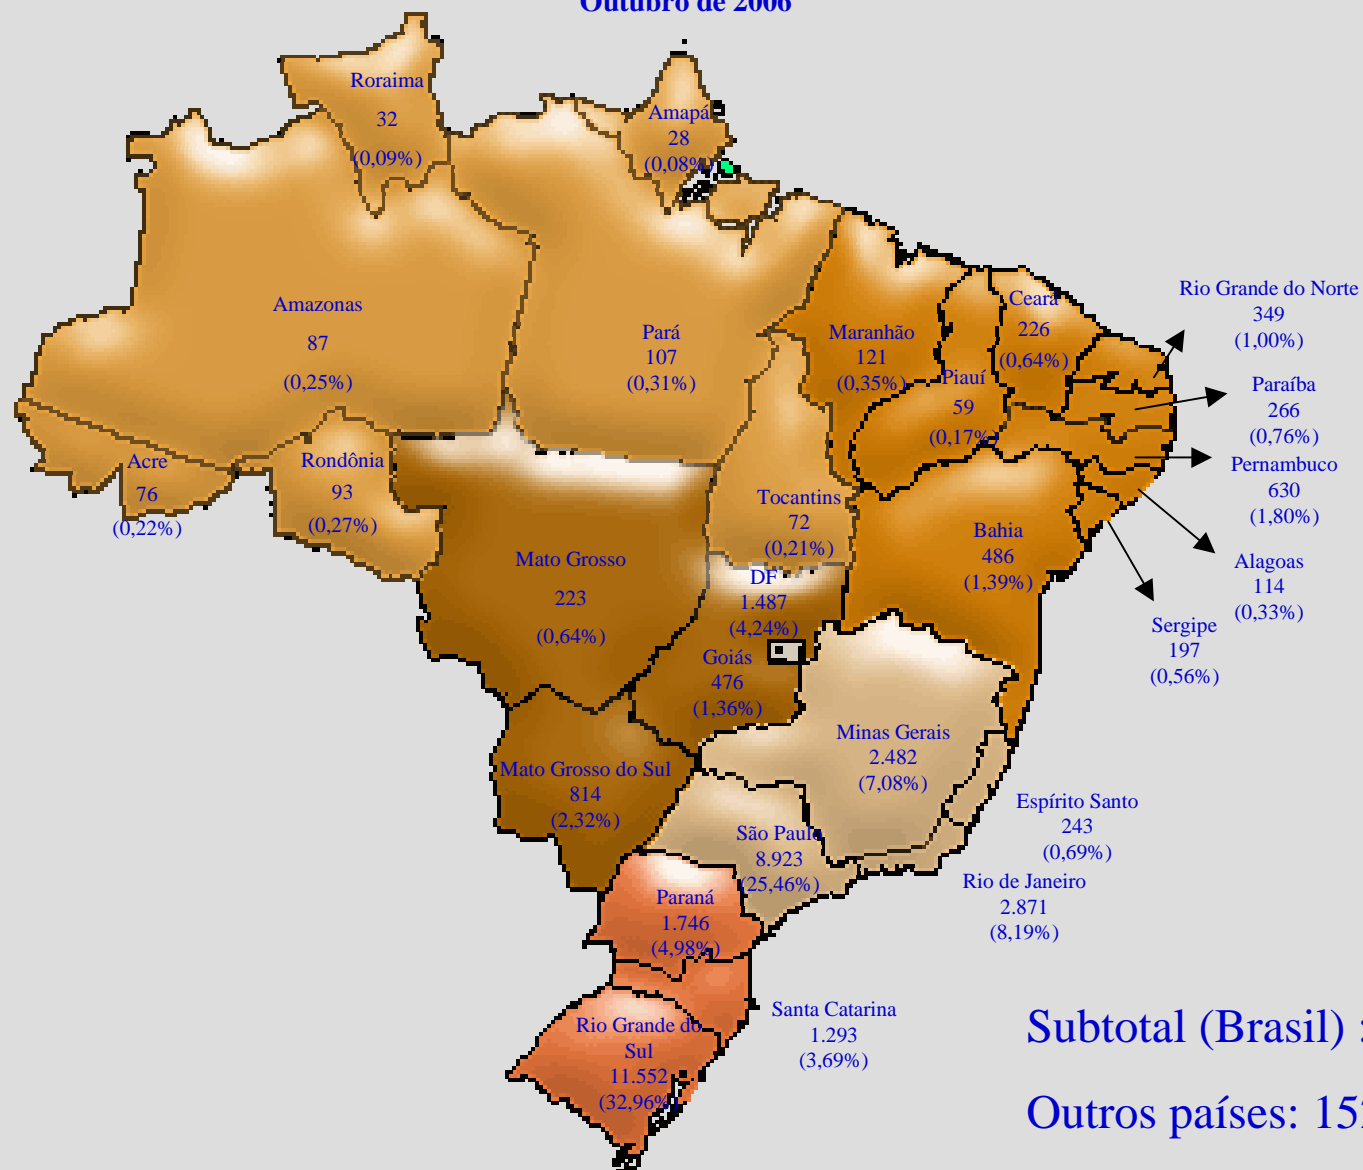 Outubro de 2006
Roraima
32
(0,09%)
Amapá
28
(0,08%)
Amazonas
87
(0,25%)
Pará
107
(0,31%)
Maranhão
121
(0,35%)
Piauí
59
(0,17%)
Ceará
226
(0,64%)
Rio Grande do Norte
349
(1,00%)
Paraíba
266
(0,76%)
Pernambuco
630
(1,80%)
Alagoas
114
(0,33%)
Sergipe
197
(0,56%)
Acre
76
(0,22%)
Rondônia
93
(0,27%)
Tocantins
72
(0,21%)
Bahia
486
(1,39%)
Mato Grosso
223
(0,64%)
DF
1.487
(4,24%)
Goiás
476
(1,36%)
Minas Gerais
2.482
(7,08%)
Mato Grosso do Sul
814
(2,32%)
Espírito Santo
243
(0,69%)
São Paulo
8.923
(25,46%)
Rio de Janeiro
2.871
(8,19%)
Paraná
1.746
(4,98%)
Santa Catarina
1.293
(3,69%)
Rio Grande do
Sul
11.552
(32,96%)
Subtotal (Brasil) :
Outros países: 15